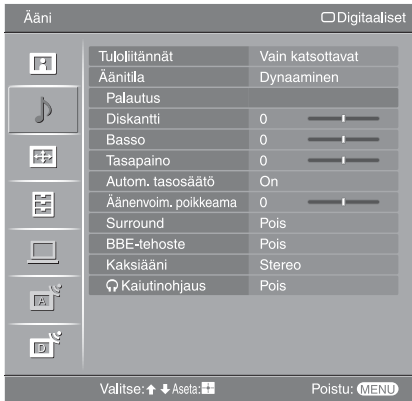 Ääni Digitaaliset
Tuloliitännät Vain katsottavat
Äänitila Dynaaminen
Palautus
Diskantti 0
Basso 0
Tasapaino 0
Autom. tasosäätö On
Äänenvoim. poikkeama 0
Surround Pois
BBE-tehoste Pois
Kaksiääni Stereo
Kaiutinohjaus Pois
A
D
Valitse: Aseta: Poistu: MENU